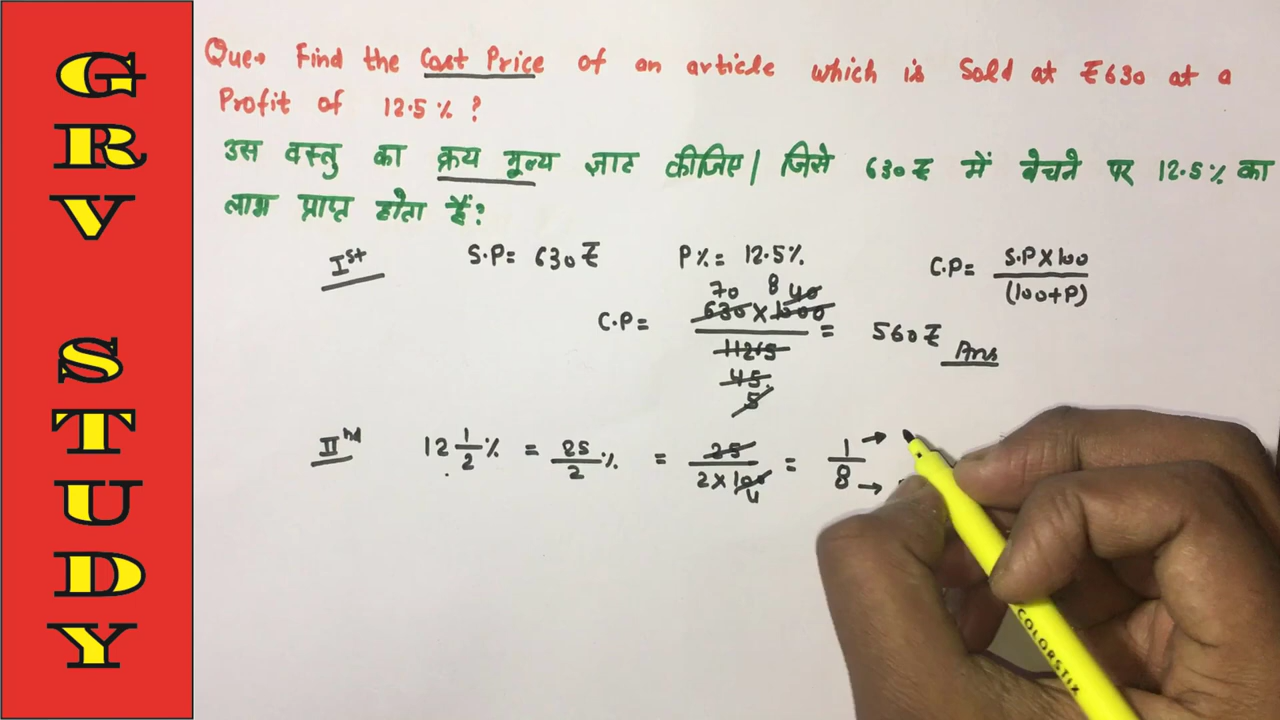 GRV STUDY
Que→ Find the Cost Price of an article which is Sold at ₹630 at a
Profit of 12.5% ?
उस वस्तु का क्रय मूल्य ज्ञाट कीजिए| जिसे 630₹ में बेचने पर 12.5% का
लाभ प्राप्त होता हैं?
Ist S.P= 630₹ P%= 12.5% C.P= S.P×100
(100+P)
70 8 40
C.P= 630×1000 = 560₹ Ans
1125
45
5
IInd 12 1/2 % = 25/2 % = 25/2×100 = 1/8 → →
4
COLORSTIX